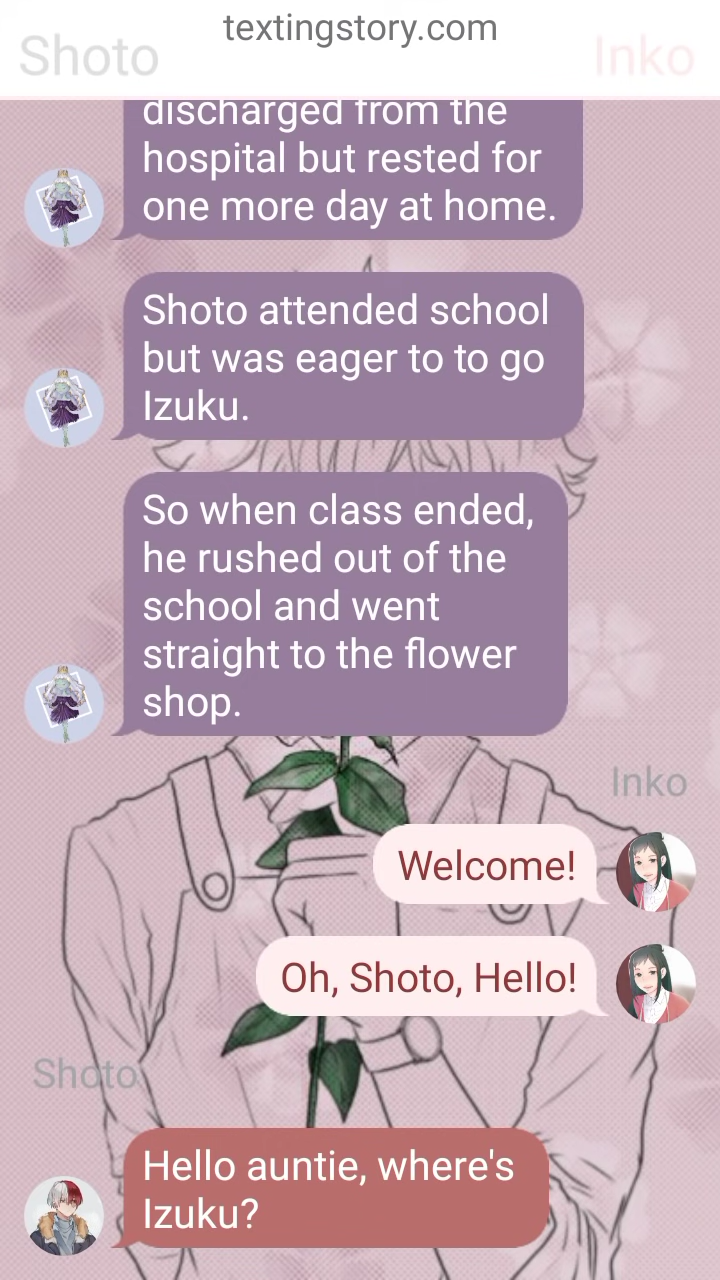 textingstory.com
Shoto
Inko
discharged from the
hospital but rested for
one more day at home.
Shoto attended school
but was eager to to go
Izuku.
So when class ended,
he rushed out of the
school and went
straight to the flower
shop.
Inko
Welcome!
Oh, Shoto, Hello!
Shoto
Hello auntie, where's
Izuku?